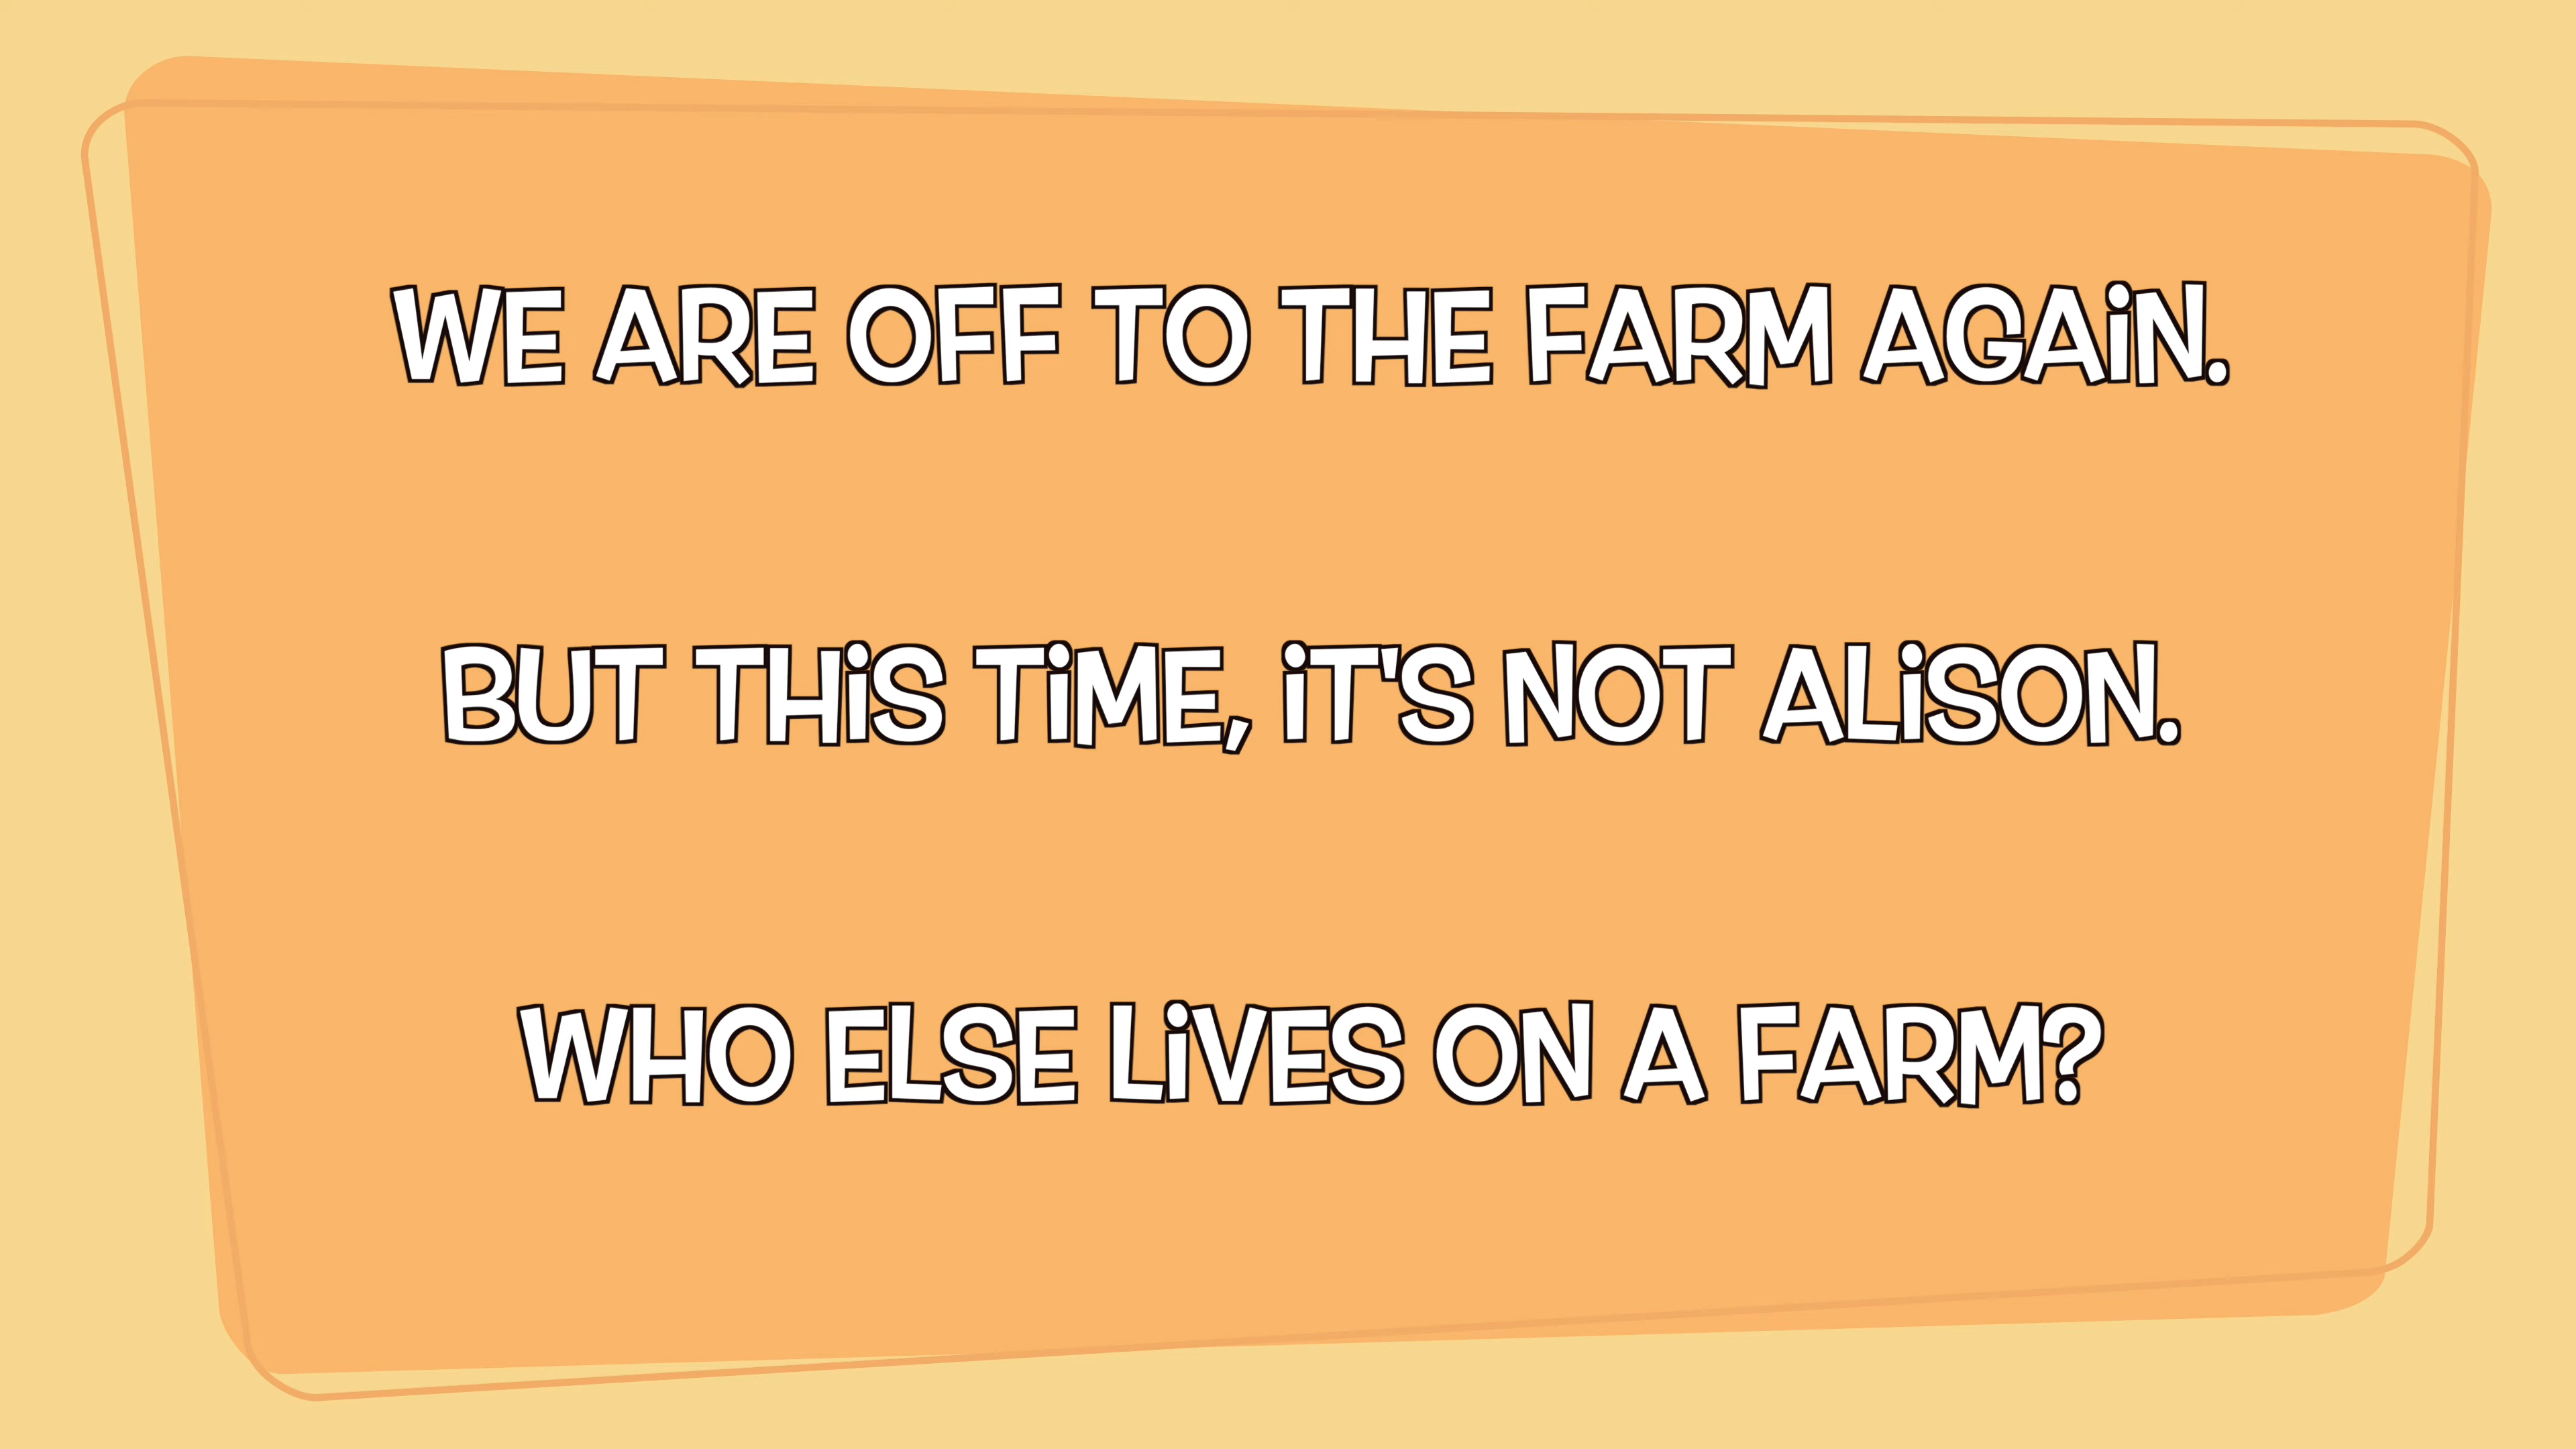 WE ARE OFF TO THE FARM AGAiN.
BUT THiS TiME, iT'S NOT ALiSON.
WHO ELSE LiVES ON A FARM?